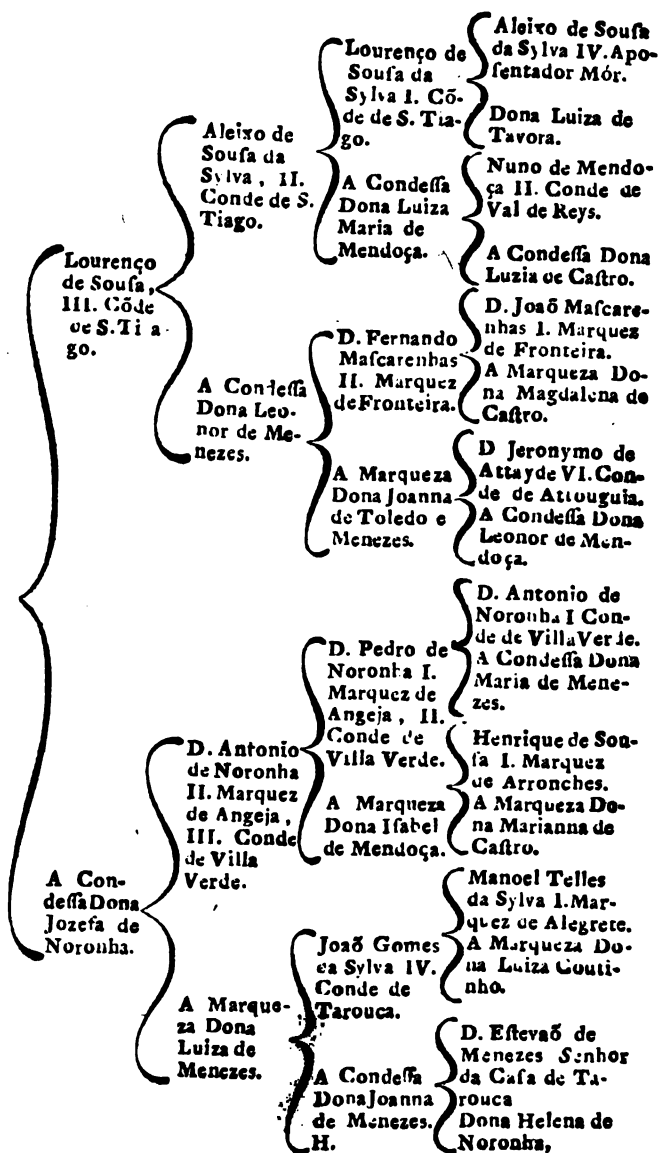 Lourenço
de Sousa,
III. Cõde
de S. Tia-
go.
A Con-
dessa Dona
Jozefa de
Noronha.
Aleixo de
Sousa da
Sylva, II.
Conde de S.
Tiago.
A Condessa
Dona Leo-
nor de Me-
nezes.
D. Antonio
de Noronha
II. Marquez
de Angeja,
III. Conde
de Villa
Verde.
A Marque-
za Dona
Luiza de
Menezes.
Lourenço de
Sousa da
Sylva I. Cõ-
de de S. Tia-
go.
A Condessa
Dona Luiza
Maria de
Mendoça.
D. Fernando
Mascarenhas
II. Marquez
de Fronteira.
A Marqueza
Dona Joanna
de Toledo e
Menezes.
D. Pedro de
Noronha I.
Marquez de
Angeja, II.
Conde de
Villa Verde.
A Marqueza
Dona Isabel
de Mendoça.
Joaõ Gomes
da Sylva IV.
Conde de
Tarouca.
A Condessa
Dona Joanna
de Menezes.
H.
Aleixo de Sousa
da Sylva IV. Apo-
sentador Mór.
Dona Luiza de
Tavora.
Nuno de Mendo-
ça II. Conde de
Val de Reys.
A Condessa Dona
Luzia de Castro.
D. Joaõ Mascare-
nhas I. Marquez
de Fronteira.
A Marqueza Do-
na Magdalena de
Castro.
D Jeronymo de
Attayde VI. Con-
de de Attouguia.
A Condessa Dona
Leonor de Men-
doça.
D. Antonio de
Noronha I Con-
de de Villa Verde.
A Condessa Dona
Maria de Mene-
zes.
Henrique de Sou-
sa I. Marquez
de Arronches.
A Marqueza Do-
na Marianna de
Castro.
Manoel Telles
da Sylva I. Mar-
quez de Alegrete.
A Marqueza Do-
na Luiza Couti-
nho.
D. Estevaõ de
Menezes Senhor
da Casa de Ta-
rouca
Dona Helena de
Noronha,